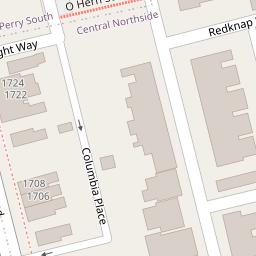 O Hern S
Perry South
Central Northside
Redknap
ght Way
1724
1722
Columbia Place
1708
1706